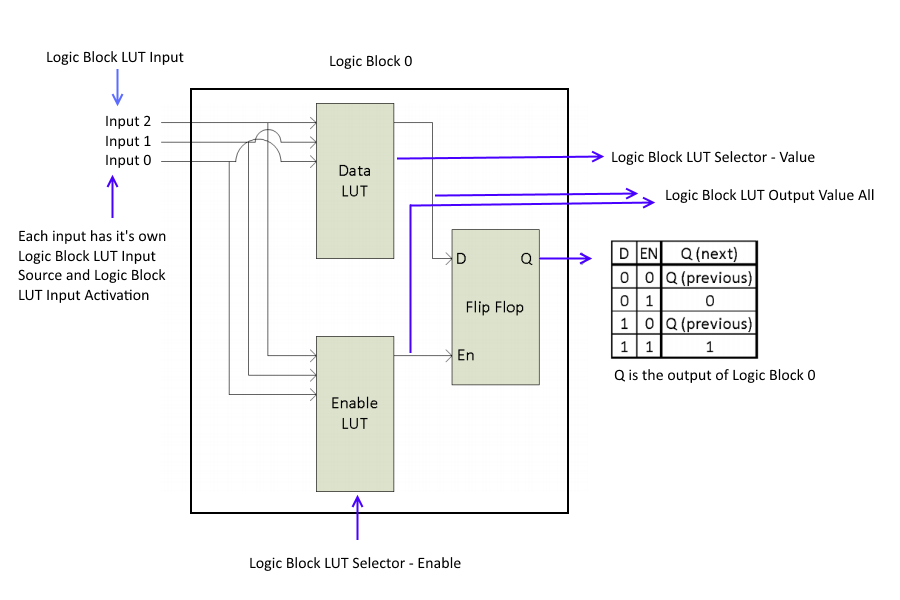 Logic Block LUT Input
Logic Block 0
Input 2
Input 1
Input 0
Data
LUT
Logic Block LUT Selector - Value
Logic Block LUT Output Value All
Each input has it's own
Logic Block LUT Input
Source and Logic Block
LUT Input Activation
D Q
Flip Flop
En
D EN Q (next)
0 0 Q (previous)
0 1 0
1 0 Q (previous)
1 1 1
Q is the output of Logic Block 0
Enable
LUT
Logic Block LUT Selector - Enable